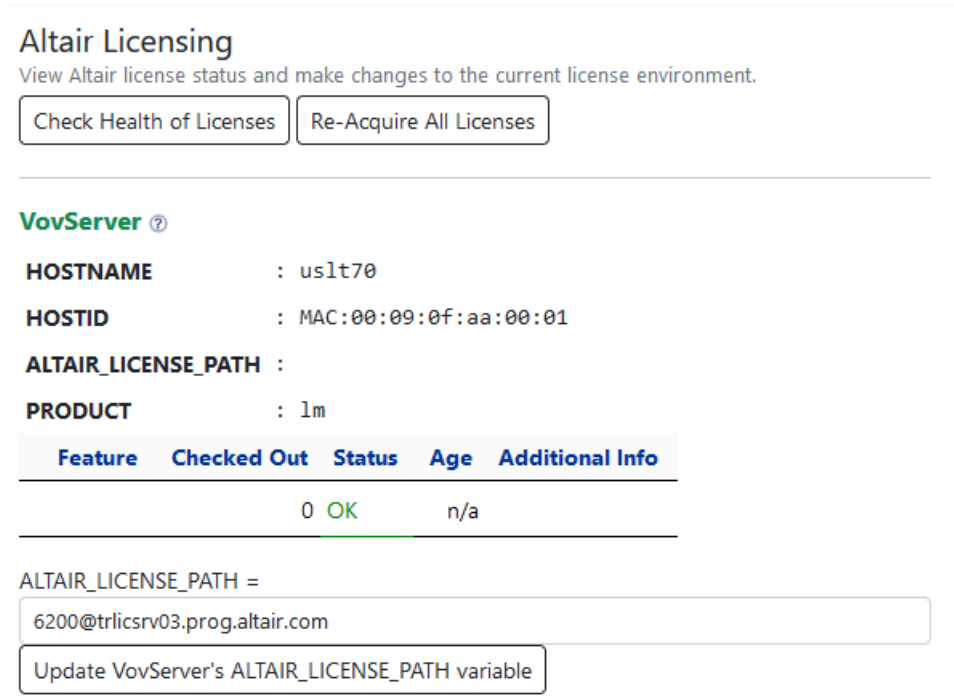 Altair Licensing
View Altair license status and make changes to the current license environment.
Check Health of Licenses Re-Acquire All Licenses
VovServer ?
HOSTNAME : uslt70
HOSTID : MAC:00:09:0f:aa:00:01
ALTAIR_LICENSE_PATH :
PRODUCT : lm
Feature Checked Out Status Age Additional Info
0 OK n/a
ALTAIR_LICENSE_PATH =
6200@trlicsrv03.prog.altair.com
Update VovServer's ALTAIR_LICENSE_PATH variable